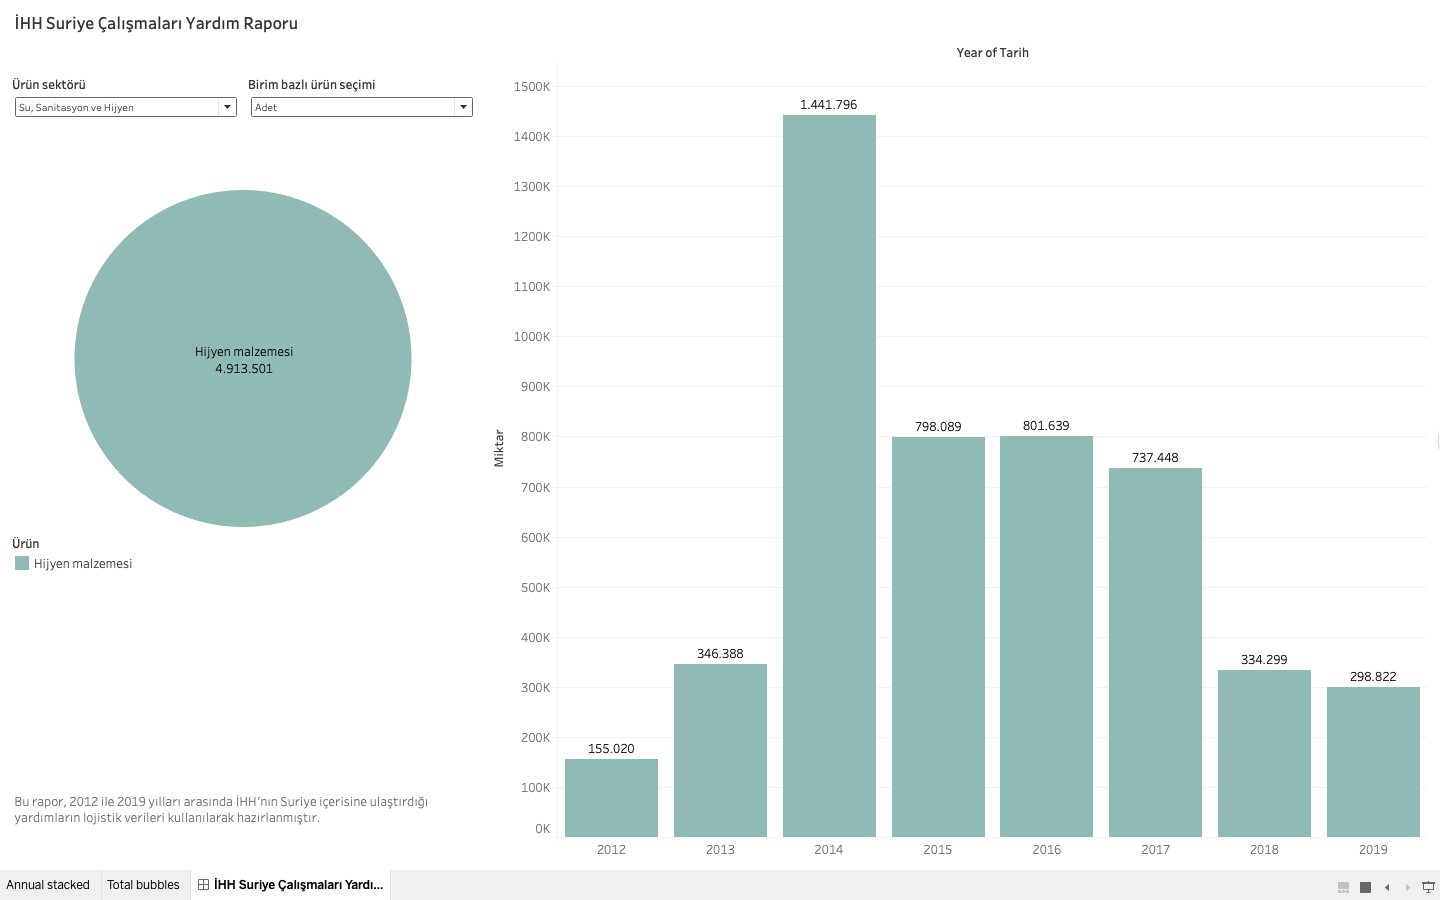 İHH Suriye Çalışmaları Yardım Raporu
Ürün sektörü
Birim bazlı ürün seçimi
Su, Sanitasyon ve Hijyen
Adet
Hijyen malzemesi
4.913.501
Ürün
Hijyen malzemesi
Bu rapor, 2012 ile 2019 yılları arasında İHH'nın Suriye içerisine ulaştırdığı
yardımların lojistik verileri kullanılarak hazırlanmıştır.
Year of Tarih
Miktar
1500K
1400K
1300K
1200K
1100K
1000K
900K
800K
700K
600K
500K
400K
300K
200K
100K
0K
155.020
346.388
1.441.796
798.089
801.639
737.448
334.299
298.822
2012
2013
2014
2015
2016
2017
2018
2019
Annual stacked
Total bubbles
İHH Suriye Çalışmaları Yardı...